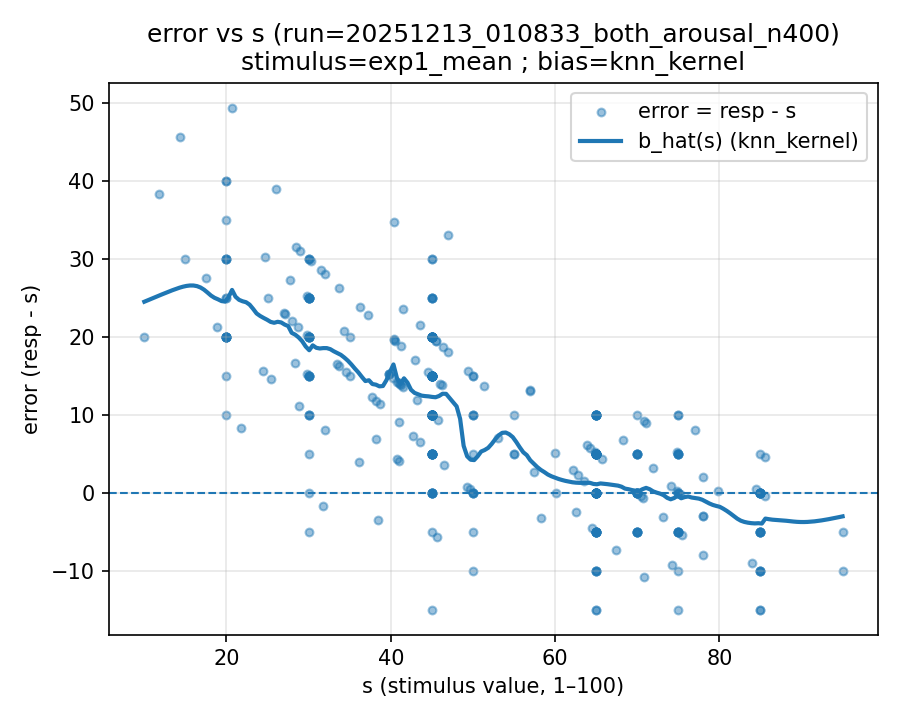 error vs s (run=20251213_010833_both_arousal_n400)
stimulus=exp1_mean ; bias=knn_kernel
error = resp - s
b_hat(s) (knn_kernel)
50
40
30
20
10
0
−10
error (resp - s)
20 40 60 80
s (stimulus value, 1–100)